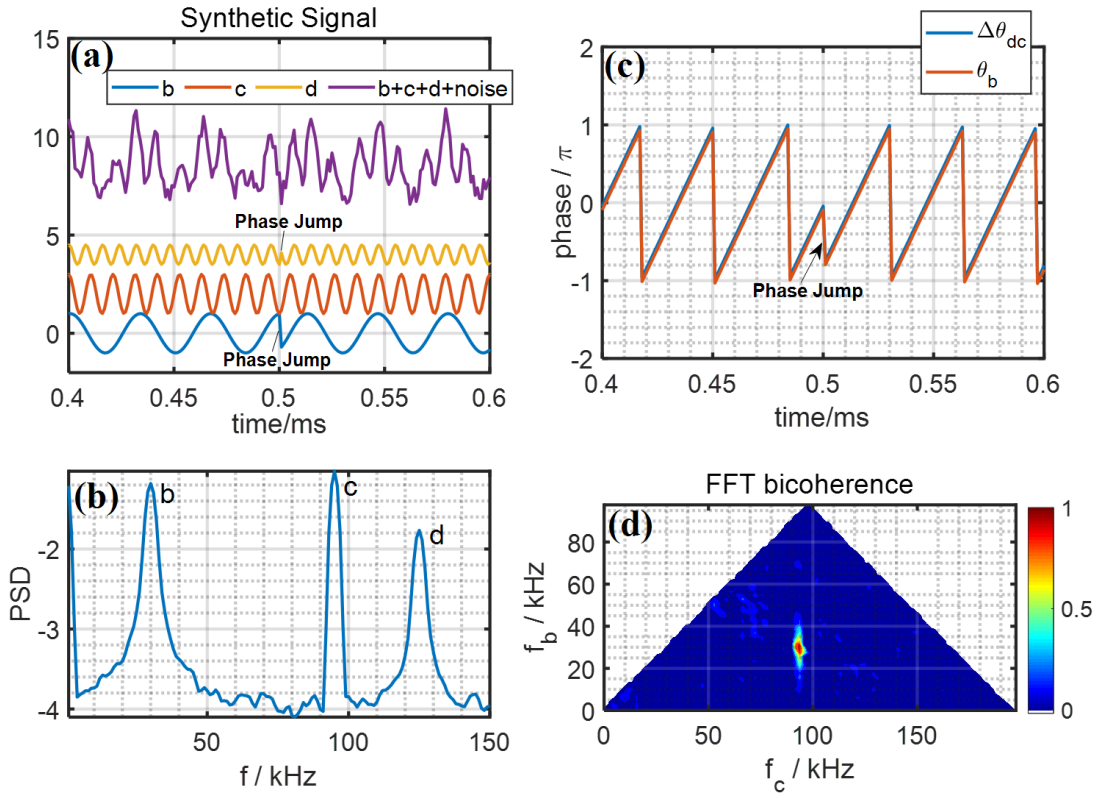 Synthetic Signal
(a)
b c d b+c+d+noise
15
10
5
0
Phase Jump
Phase Jump
0.4 0.45 0.5 0.55 0.6
time/ms
(c)
Δθdc
θb
2
1
0
-1
-2
phase / π
Phase Jump
0.4 0.45 0.5 0.55 0.6
time/ms
(b)
b
c
d
-2
-3
-4
PSD
50 100 150
f / kHz
FFT bicoherence
(d)
80
60
40
20
0
fb / kHz
0 50 100 150
fc / kHz
1
0.5
0